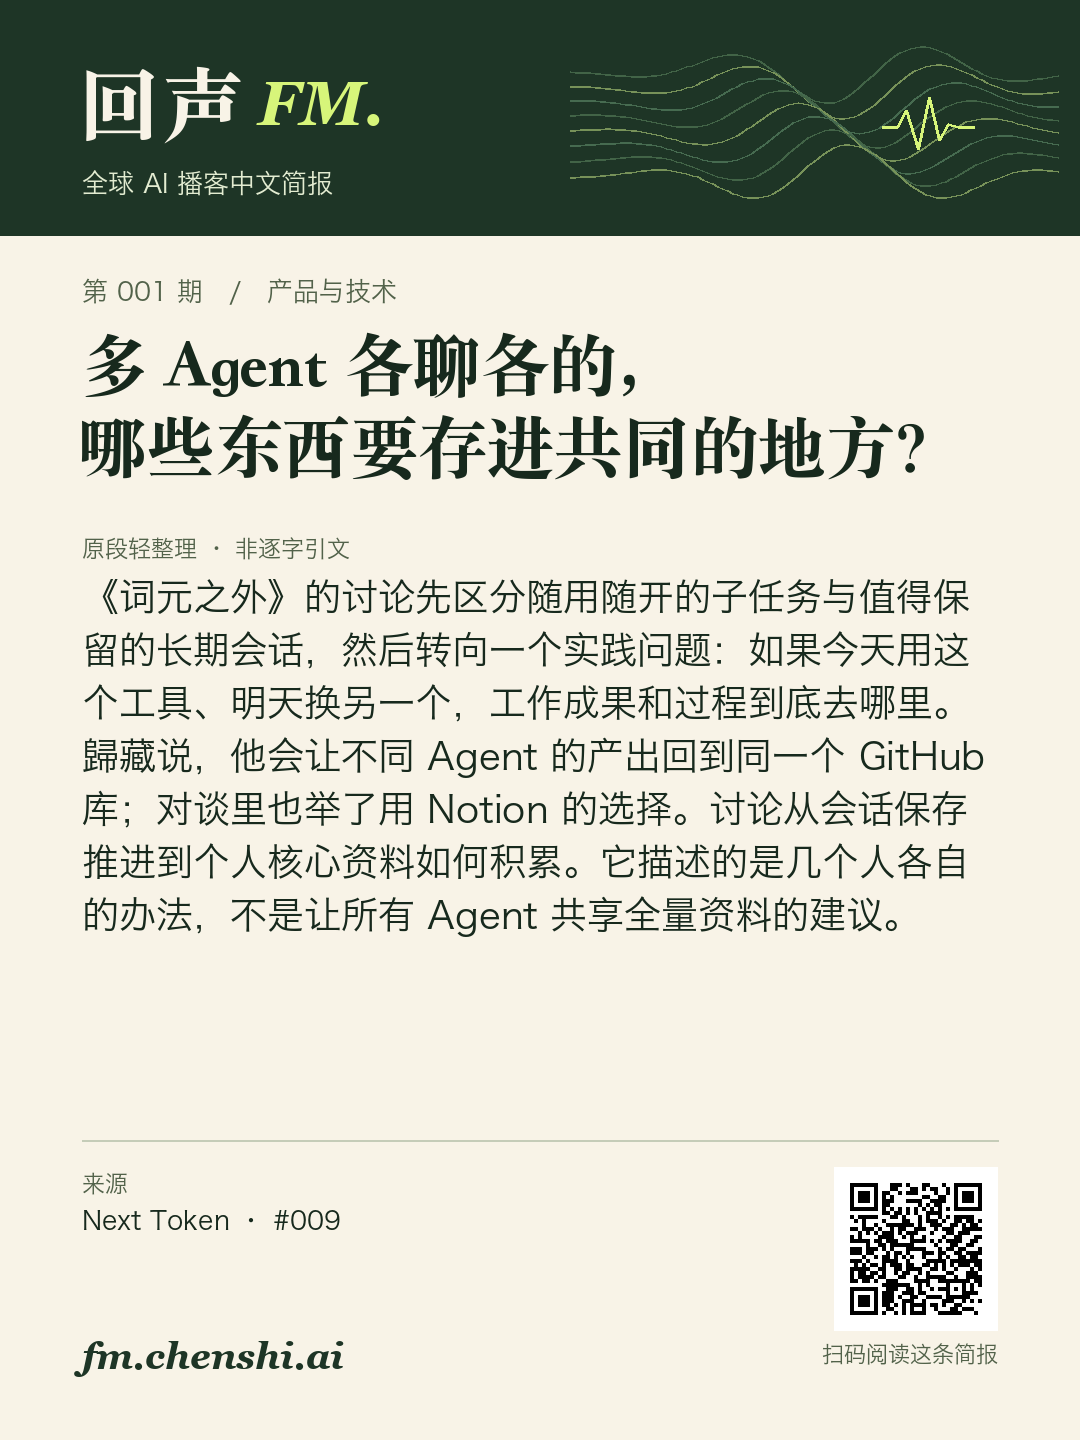 回声 FM.
全球 AI 播客中文简报
第 001 期 / 产品与技术
多 Agent 各聊各的，
哪些东西要存进共同的地方？
原段轻整理 · 非逐字引文
《词元之外》的讨论先区分随用随开的子任务与值得保
留的长期会话，然后转向一个实践问题：如果今天用这
个工具、明天换另一个，工作成果和过程到底去哪里。
歸藏说，他会让不同 Agent 的产出回到同一个 GitHub
库；对谈里也举了用 Notion 的选择。讨论从会话保存
推进到个人核心资料如何积累。它描述的是几个人各自
的办法，不是让所有 Agent 共享全量资料的建议。
来源
Next Token · #009
fm.chenshi.ai
扫码阅读这条简报